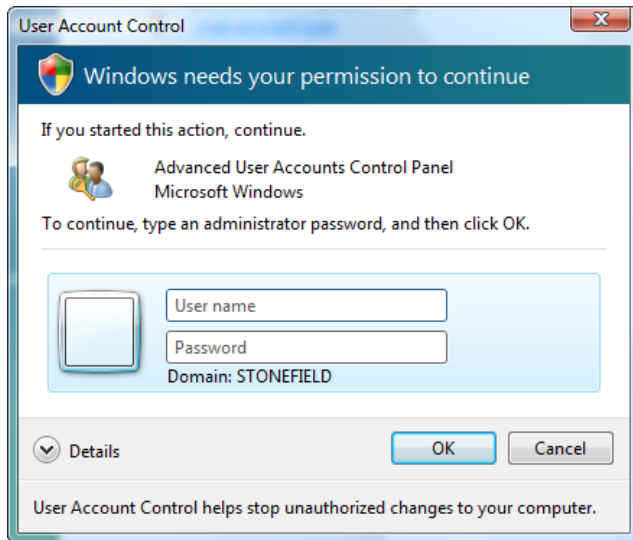 User Account Control
Windows needs your permission to continue
If you started this action, continue.
Advanced User Accounts Control Panel
Microsoft Windows
To continue, type an administrator password, and then click OK.
User name
Password
Domain: STONEFIELD
Details
OK
Cancel
User Account Control helps stop unauthorized changes to your computer.